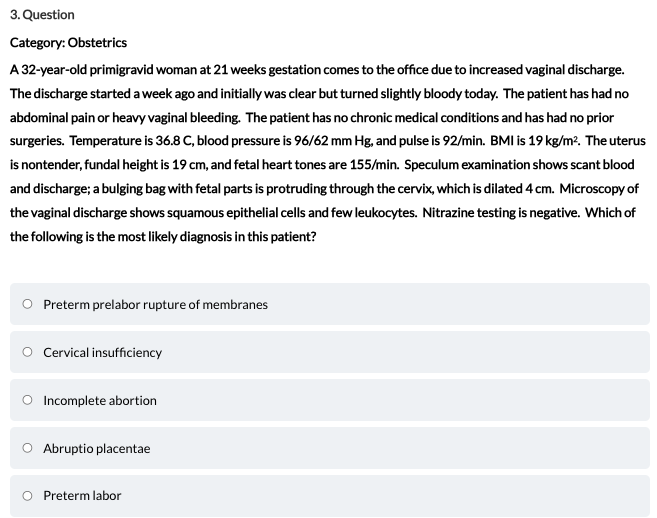 3. Question
Category: Obstetrics
A 32-year-old primigravid woman at 21 weeks gestation comes to the office due to increased vaginal discharge.
The discharge started a week ago and initially was clear but turned slightly bloody today. The patient has had no
abdominal pain or heavy vaginal bleeding. The patient has no chronic medical conditions and has had no prior
surgeries. Temperature is 36.8 C, blood pressure is 96/62 mm Hg, and pulse is 92/min. BMI is 19 kg/m². The uterus
is nontender, fundal height is 19 cm, and fetal heart tones are 155/min. Speculum examination shows scant blood
and discharge; a bulging bag with fetal parts is protruding through the cervix, which is dilated 4 cm. Microscopy of
the vaginal discharge shows squamous epithelial cells and few leukocytes. Nitrazine testing is negative. Which of
the following is the most likely diagnosis in this patient?
Preterm prelabor rupture of membranes
Cervical insufficiency
Incomplete abortion
Abruptio placentae
Preterm labor